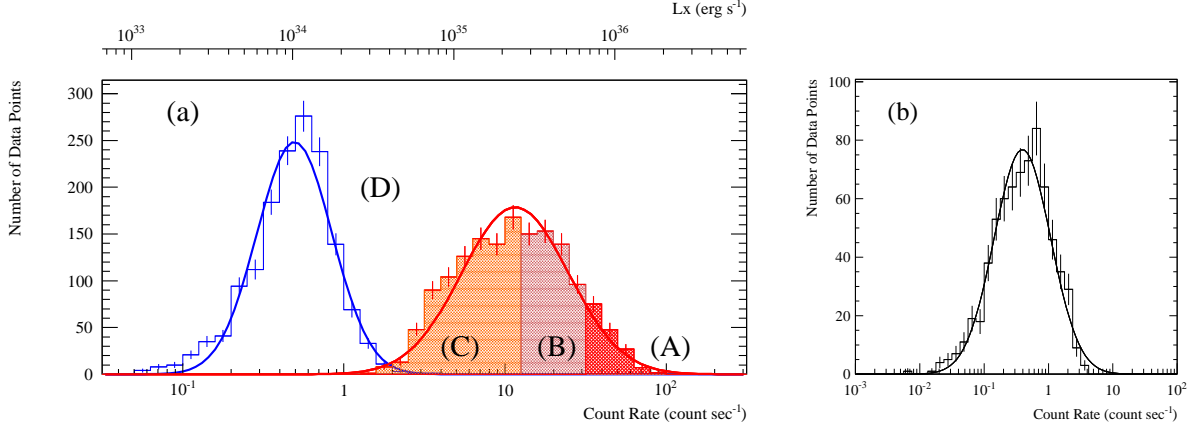 Lx (erg s⁻¹)
10³³ 10³⁴ 10³⁵ 10³⁶
(a)
Number of Data Points
300
250
200
150
100
50
0
(D)
(C) (B) (A)
10⁻¹ 1 10 10²
Count Rate (count sec⁻¹)
(b)
Number of Data Points
100
80
60
40
20
0
10⁻³ 10⁻² 10⁻¹ 1 10 10²
Count Rate (count sec⁻¹)